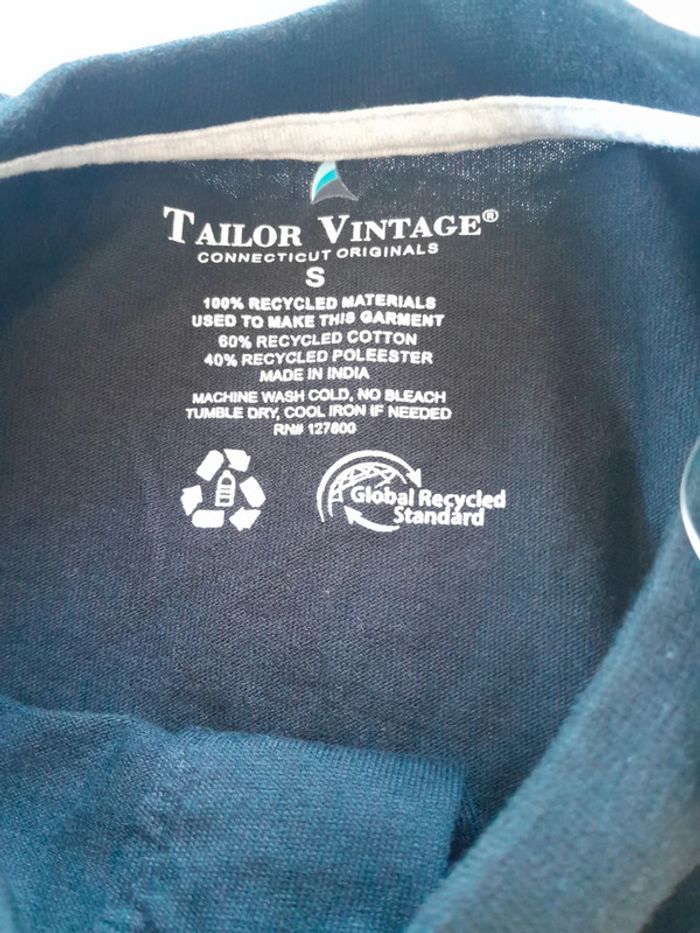 TAILOR VINTAGE®
CONNECTICUT ORIGINALS
S
100% RECYCLED MATERIALS
USED TO MAKE THIS GARMENT
60% RECYCLED COTTON
40% RECYCLED POLEESTER
MADE IN INDIA
MACHINE WASH COLD, NO BLEACH
TUMBLE DRY, COOL IRON IF NEEDED
RN# 127800
Global Recycled
Standard